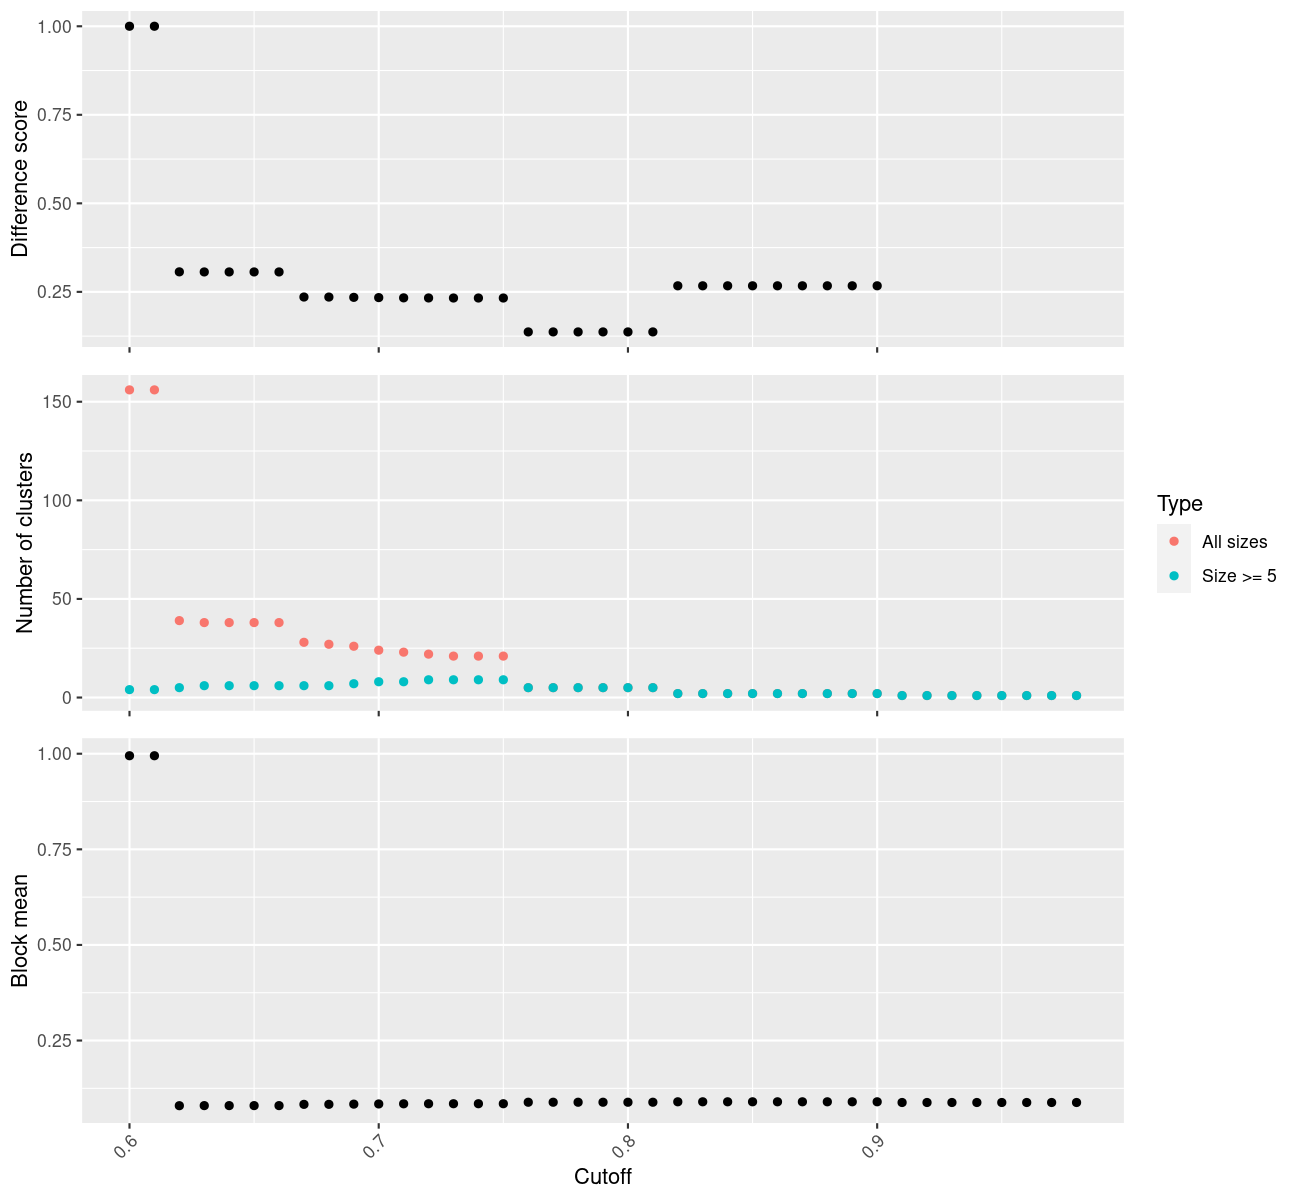 1.00
0.75
0.50
0.25
Difference score
150
100
50
0
Number of clusters
Type
All sizes
Size >= 5
1.00
0.75
0.50
0.25
Block mean
0.6
0.7
0.8
0.9
Cutoff